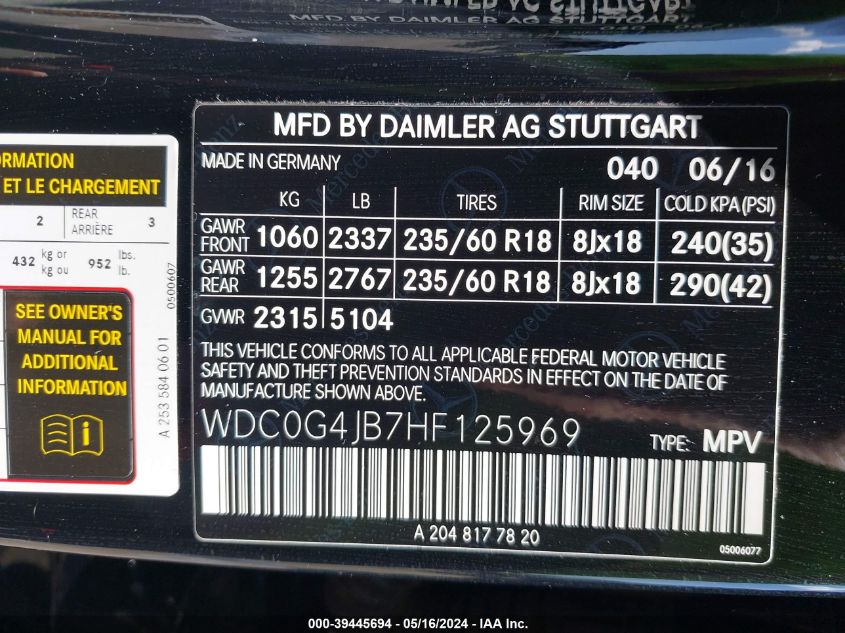 MFD BY DAIMLER AG STUTTGART
MADE IN GERMANY 040 06/16
KG LB TIRES RIM SIZE COLD KPA(PSI)
GAWR FRONT 1060 2337 235/60 R18 8Jx18 240(35)
GAWR REAR 1255 2767 235/60 R18 8Jx18 290(42)
GVWR 2315 5104
THIS VEHICLE CONFORMS TO ALL APPLICABLE FEDERAL MOTOR VEHICLE
SAFETY AND THEFT PREVENTION STANDARDS IN EFFECT ON THE DATE OF
MANUFACTURE SHOWN ABOVE.
WDC0G4JB7HF125969 TYPE: MPV
A 204 817 78 20
05006077
ORMATION
ET LE CHARGEMENT
2 REAR 3
ARRIÈRE
432 kg or 952 lbs.
kg ou lb.
SEE OWNER'S
MANUAL FOR
ADDITIONAL
INFORMATION
A 253 584 06 01
0500607
000-39445694 - 05/16/2024 - IAA Inc.